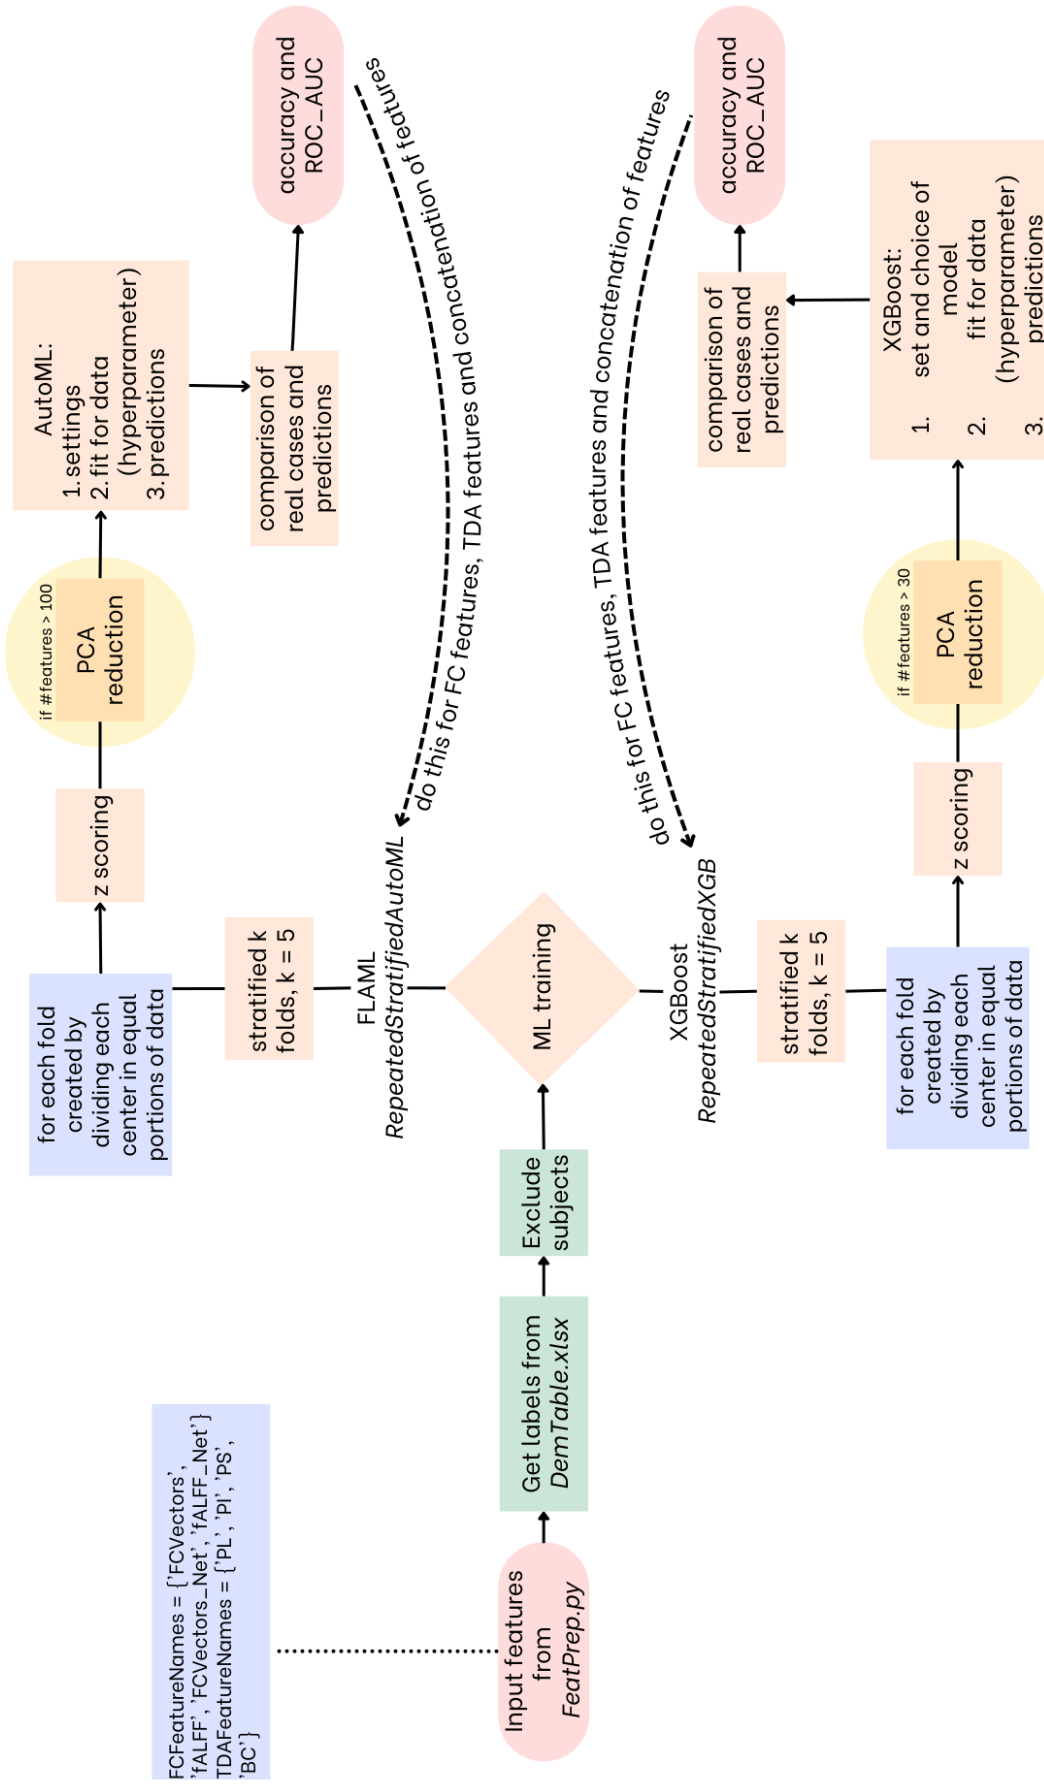 FCFeatureNames = {'FCVectors',
'fALFF', 'FCVectors_Net', 'fALFF_Net'}
TDAFeatureNames = {'PL', 'PI', 'PS',
'BC'}
Input features
from
FeatPrep.py
Get labels from
DemTable.xlsx
Exclude
subjects
ML training
FLAML
RepeatedStratifiedAutoML
stratified k
folds, k = 5
for each fold
created by
dividing each
center in equal
portions of data
z scoring
if #features > 100
PCA
reduction
AutoML:
1. settings
2. fit for data
(hyperparameter)
3. predictions
comparison of
real cases and
predictions
accuracy and
ROC_AUC
do this for FC features, TDA features and concatenation of features
XGBoost
RepeatedStratifiedXGB
stratified k
folds, k = 5
for each fold
created by
dividing each
center in equal
portions of data
z scoring
if #features > 30
PCA
reduction
XGBoost:
1. set and choice of
model
2. fit for data
(hyperparameter)
3. predictions
comparison of
real cases and
predictions
accuracy and
ROC_AUC
do this for FC features, TDA features and concatenation of features